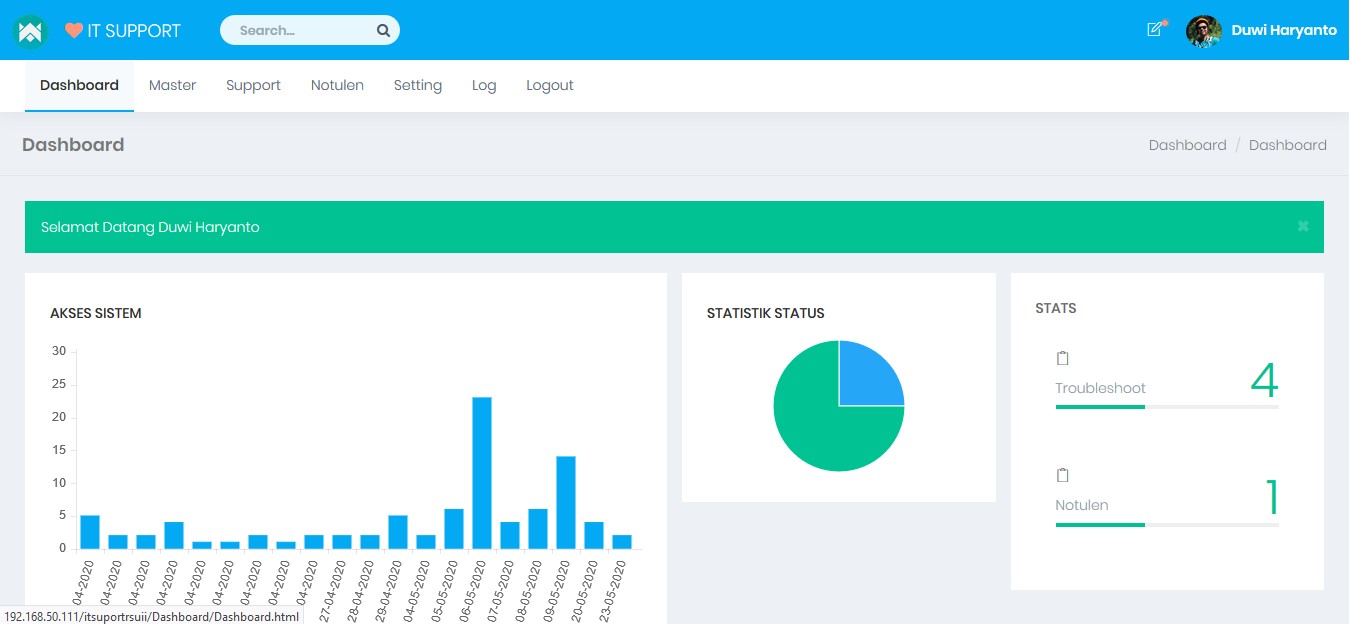 IT SUPPORT
Search...
Duwi Haryanto
Dashboard Master Support Notulen Setting Log Logout
Dashboard
Dashboard / Dashboard
Selamat Datang Duwi Haryanto
×
AKSES SISTEM
30
25
20
15
10
5
0
04-2020
04-2020
04-2020
04-2020
04-2020
04-2020
04-2020
04-2020
04-2020
27-04-2020
28-04-2020
29-04-2020
04-05-2020
05-05-2020
06-05-2020
07-05-2020
08-05-2020
09-05-2020
20-05-2020
23-05-2020
STATISTIK STATUS
STATS
Troubleshoot 4
Notulen 1
192.168.50.111/itsuportrsuii/Dashboard/Dashboard.html